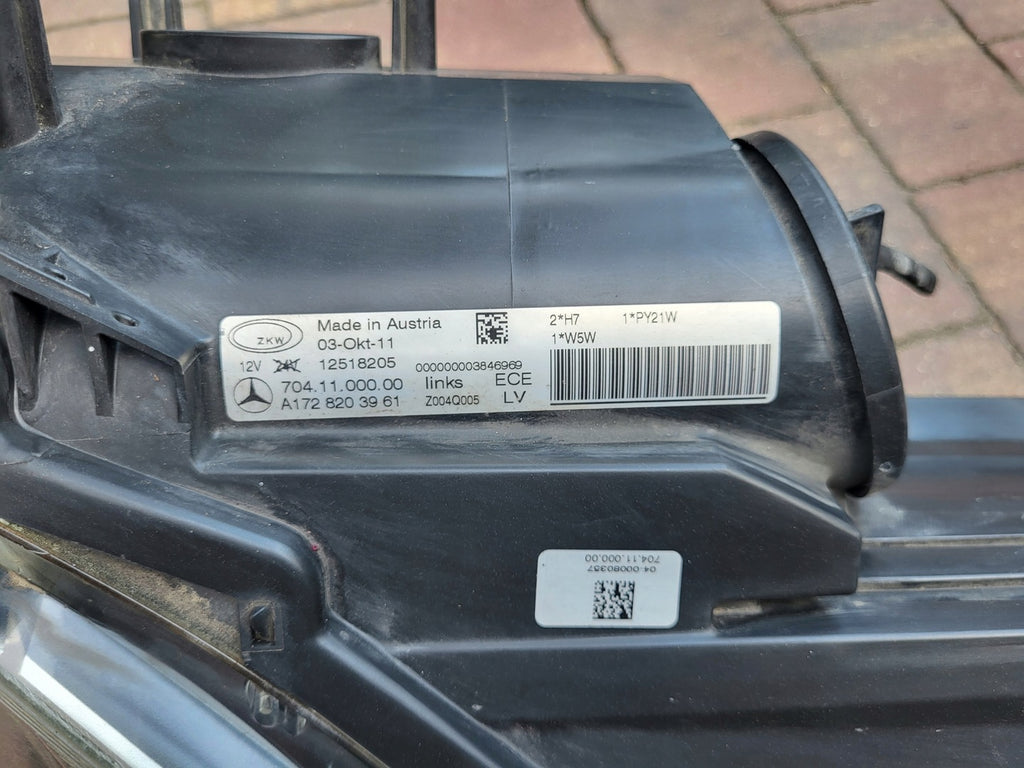 ZKW
Made in Austria
03-Okt-11
12V 24V 12518205
704.11.000.00 links
A172 820 39 61
000000003846969
ECE
Z004Q005 LV
2*H7 1*PY21W
1*W5W
04-00080357
704.11.000.00